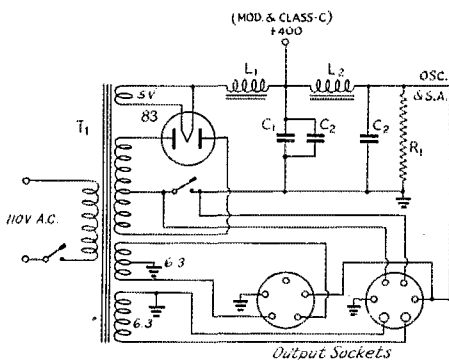 (MOD. & CLASS-C)
+400
L1
L2
OSC.
& S.A.
5V
83
T1
C1
C2
C2
R1
110V A.C.
6.3
6.3
Output Sockets